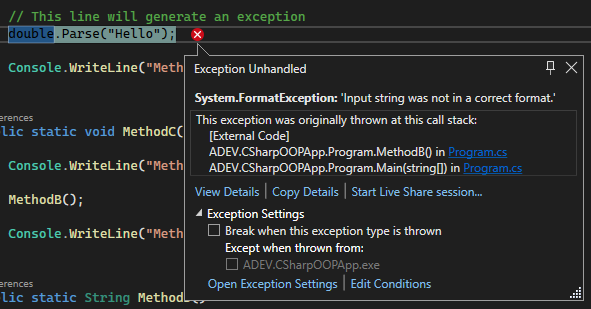 // This line will generate an exception
double.Parse("Hello");
Console.WriteLine("Meth
Exception Unhandled
System.FormatException: 'Input string was not in a correct format.'
This exception was originally thrown at this call stack:
[External Code]
ADEV.CSharpOOPApp.Program.MethodB() in Program.cs
ADEV.CSharpOOPApp.Program.Main(string[]) in Program.cs
View Details | Copy Details | Start Live Share session...
Exception Settings
Break when this exception type is thrown
Except when thrown from:
ADEV.CSharpOOPApp.exe
Open Exception Settings | Edit Conditions
erences
lic static void MethodC(
Console.WriteLine("Meth
MethodB();
Console.WriteLine("Meth
erences
lic static String Method